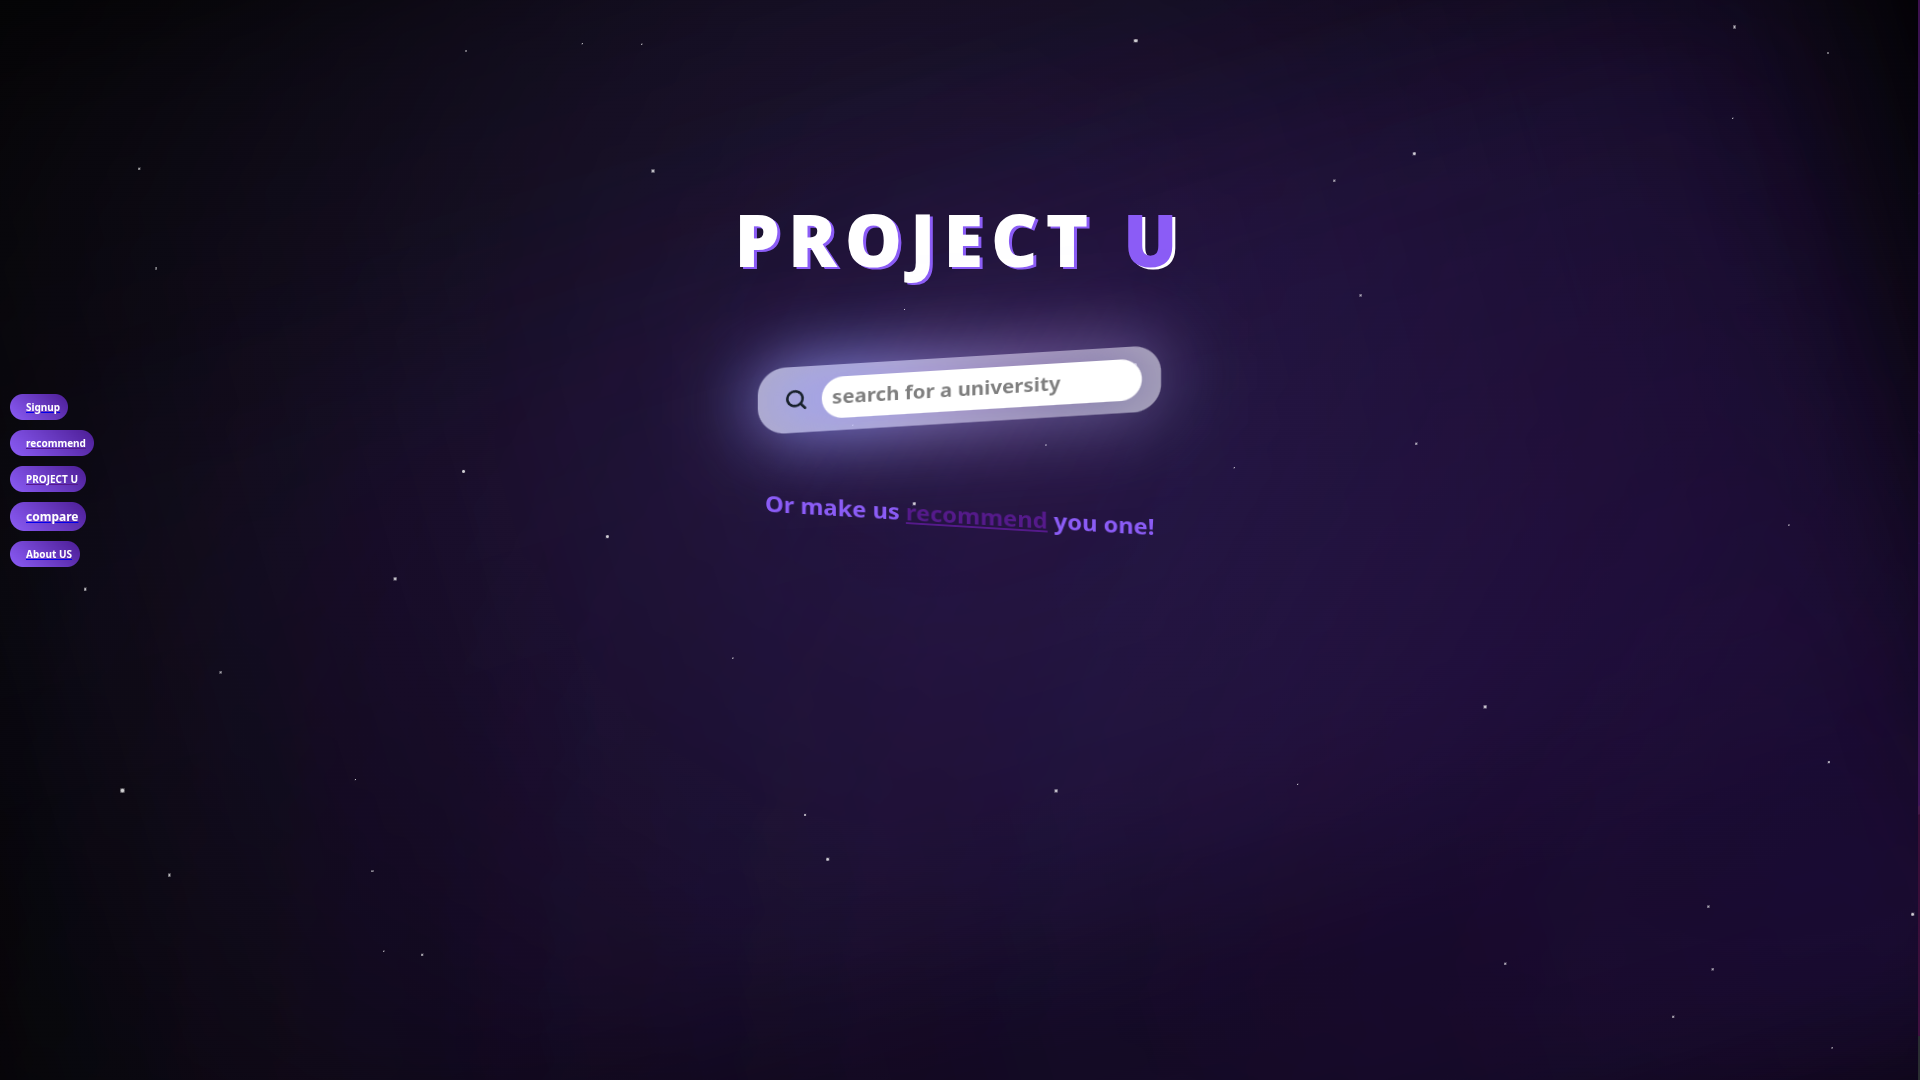 PROJECT U
search for a university
Signup
recommend
PROJECT U
compare
About US
Or make us recommend you one!